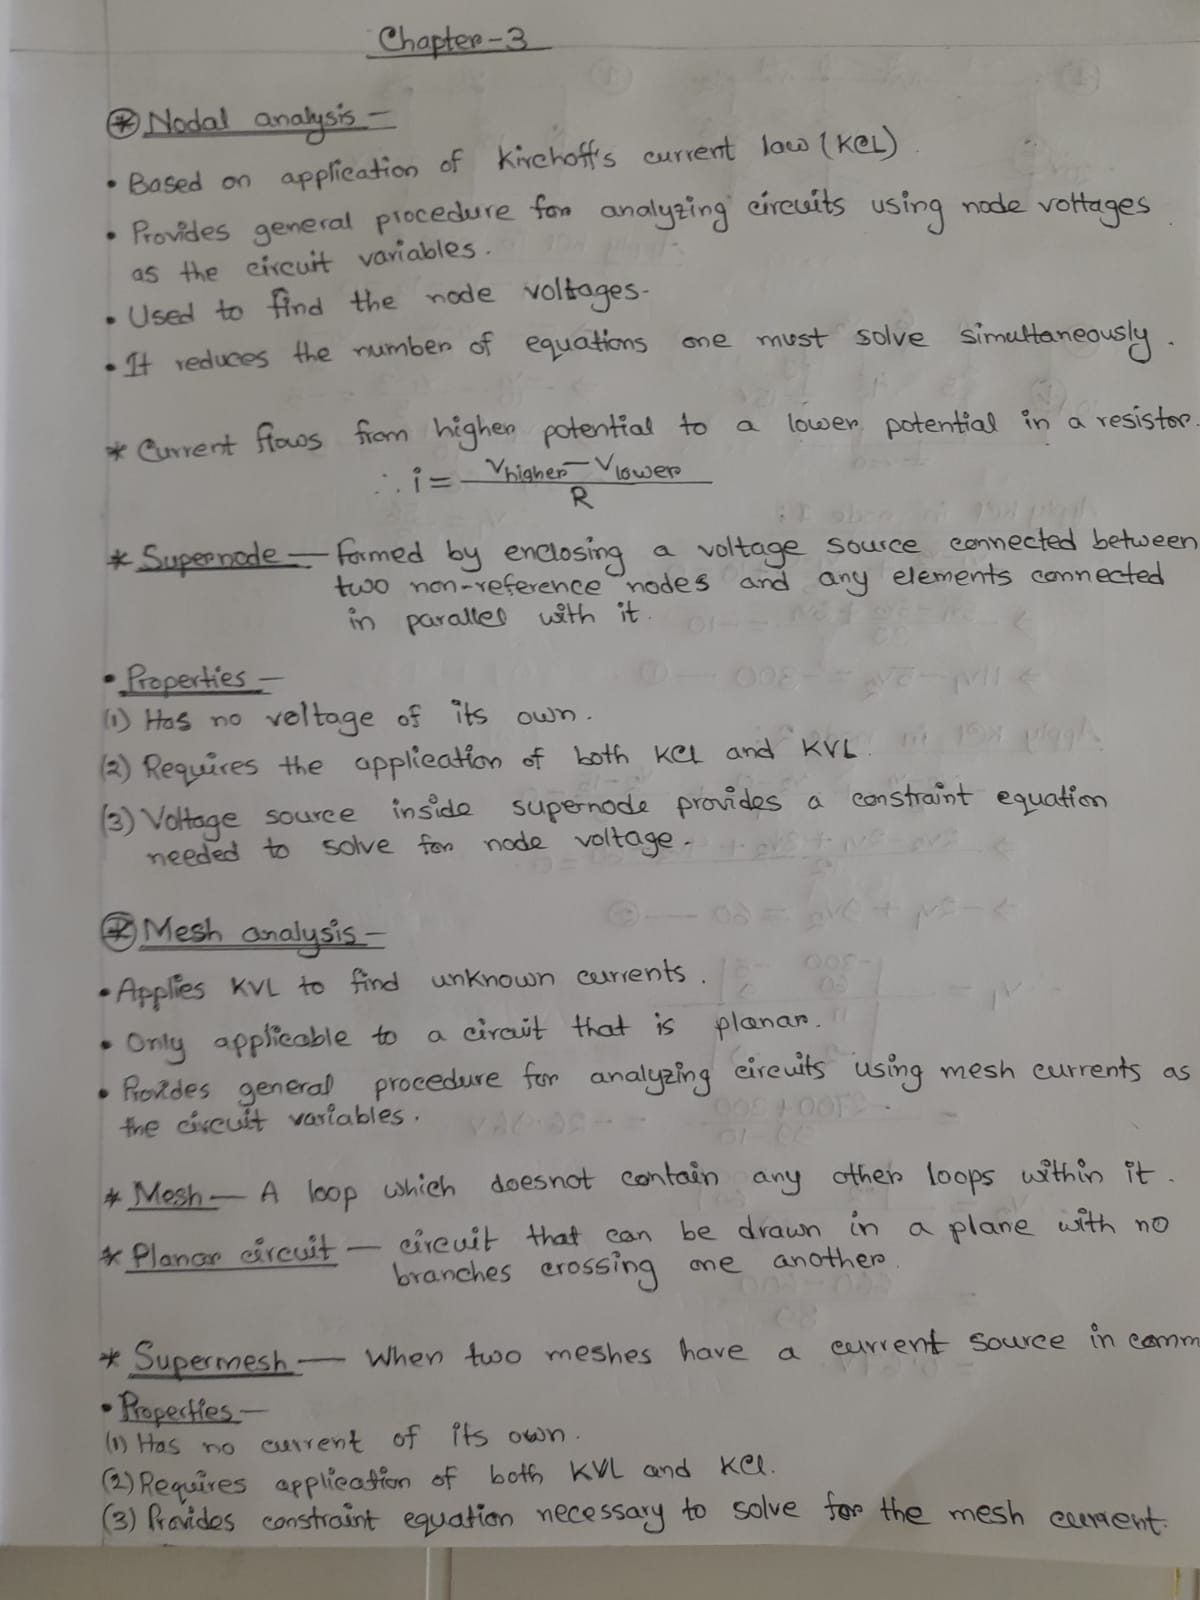 Chapter-3
* Nodal analysis -
• Based on application of Kirchoff's current law (KCL)
• Provides general procedure for analyzing circuits using node voltages
as the circuit variables.
• Used to find the node voltages-
• It reduces the number of equations one must solve simultaneously.
* Current flows from higher potential to a lower potential in a resistor.
∴ i = (Vhigher - Vlower) / R
* Supernode - formed by enclosing a voltage source connected between
two non-reference nodes and any elements connected
in parallel with it.
• Properties -
(1) Has no voltage of its own.
(2) Requires the application of both KCL and KVL
(3) Voltage source inside supernode provides a constraint equation
needed to solve for node voltage.
* Mesh analysis -
• Applies KVL to find unknown currents.
• Only applicable to a circuit that is planar.
• Provides general procedure for analyzing circuits using mesh currents as
the circuit variables.
* Mesh - A loop which doesnot contain any other loops within it.
* Planar circuit - circuit that can be drawn in a plane with no
branches crossing one another.
* Supermesh - When two meshes have a current source in comm
• Properties -
(1) Has no current of its own.
(2) Requires application of both KVL and KCL.
(3) Provides constraint equation necessary to solve for the mesh current.